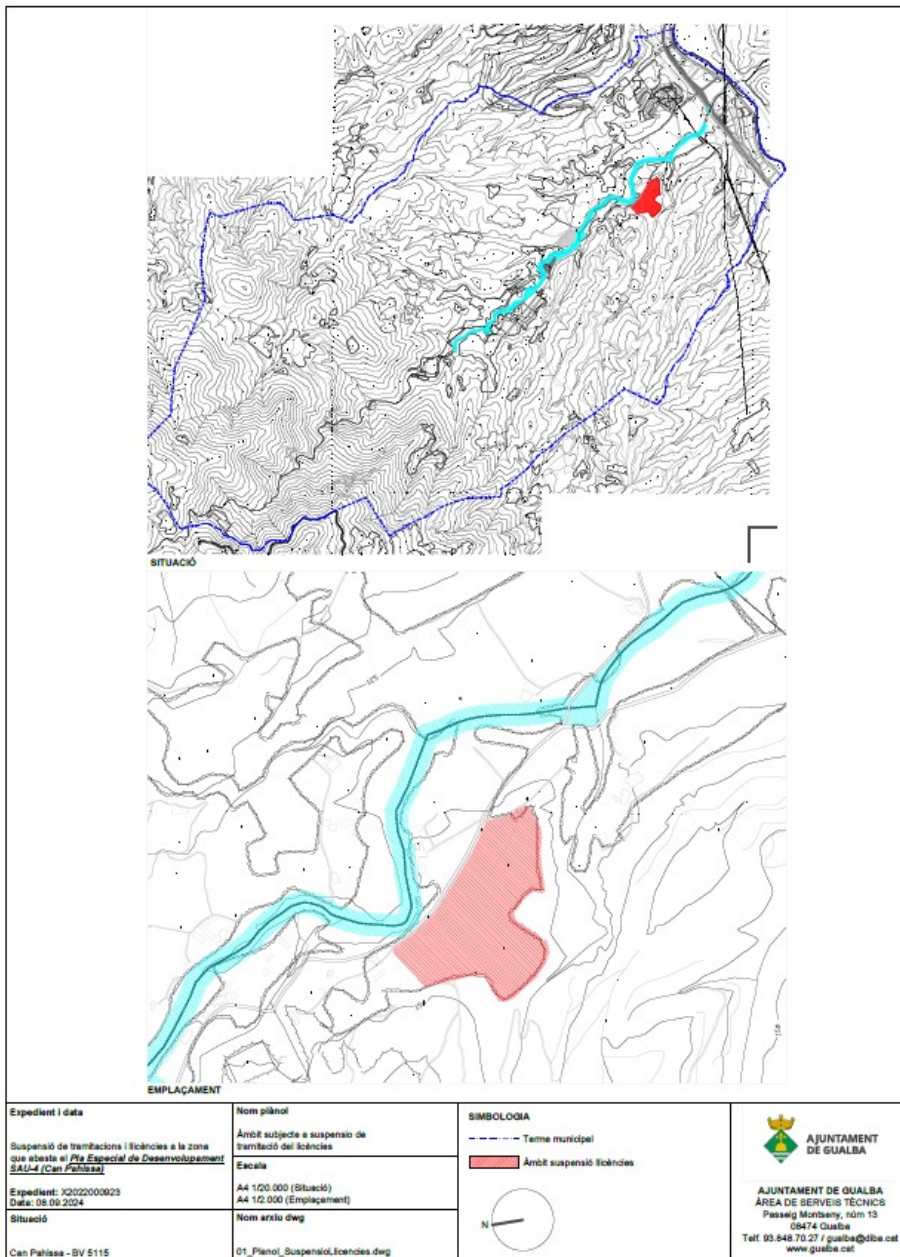 SITUACIÓ
EMPLAÇAMENT
Expedient i data
Suspensió de tramitacions i llicències a la zona
que abasta el Pla Especial de Desenvolupament
SAU-4 (Can Pahissa)
Expedient: X2022000923
Data: 06.09.2024
Situació
Can Pahissa - BV 5115
Nom plànol
Àmbit subjecte a suspensio de
tramitació del llicències
Escala
A4 1/20.000 (Situació)
A4 1/2.000 (Emplaçament)
Nom arxiu dwg
01_Plenol_SuspensioLlicencies.dwg
SIMBOLOGIA
Terme municipal
Àmbit suspensió llicències
N
AJUNTAMENT
DE GUALBA
AJUNTAMENT DE GUALBA
ÀREA DE SERVEIS TÈCNICS
Passeig Montseny, núm 13
08474 Gualba
Telf. 93.848.70.27 / gualba@diba.cat
www.gualba.cat